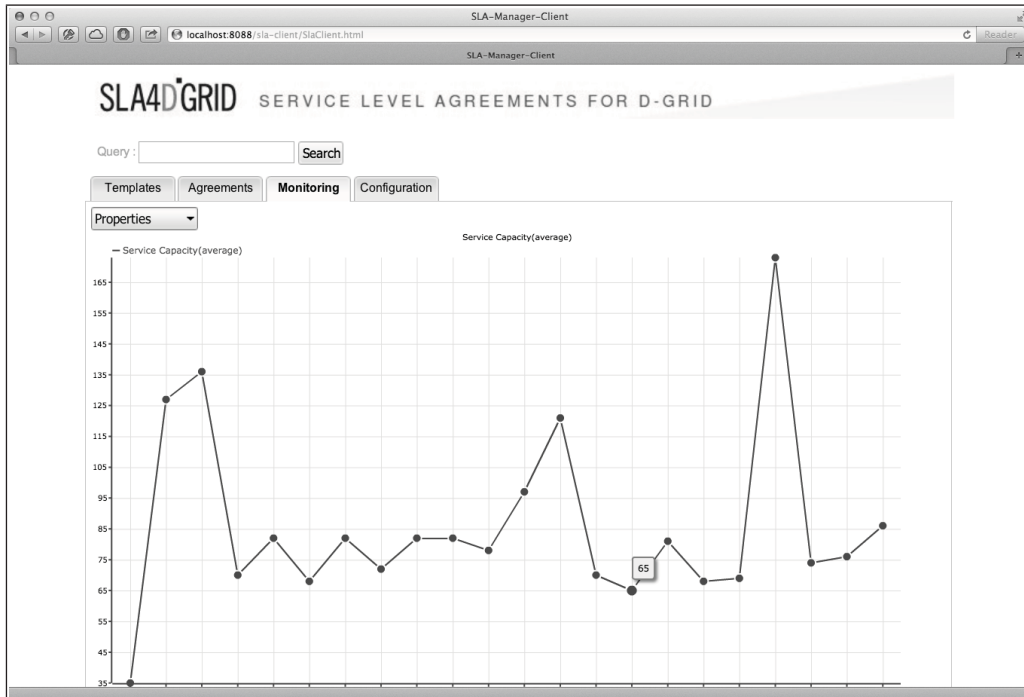 SLA-Manager-Client
localhost:8088/sla-client/SlaClient.html
Reader
SLA-Manager-Client
SLA4D GRID SERVICE LEVEL AGREEMENTS FOR D-GRID
Query :
Search
Templates
Agreements
Monitoring
Configuration
Properties
Service Capacity(average)
Service Capacity(average)
165
155
145
135
125
115
105
95
85
75
65
55
45
35
65